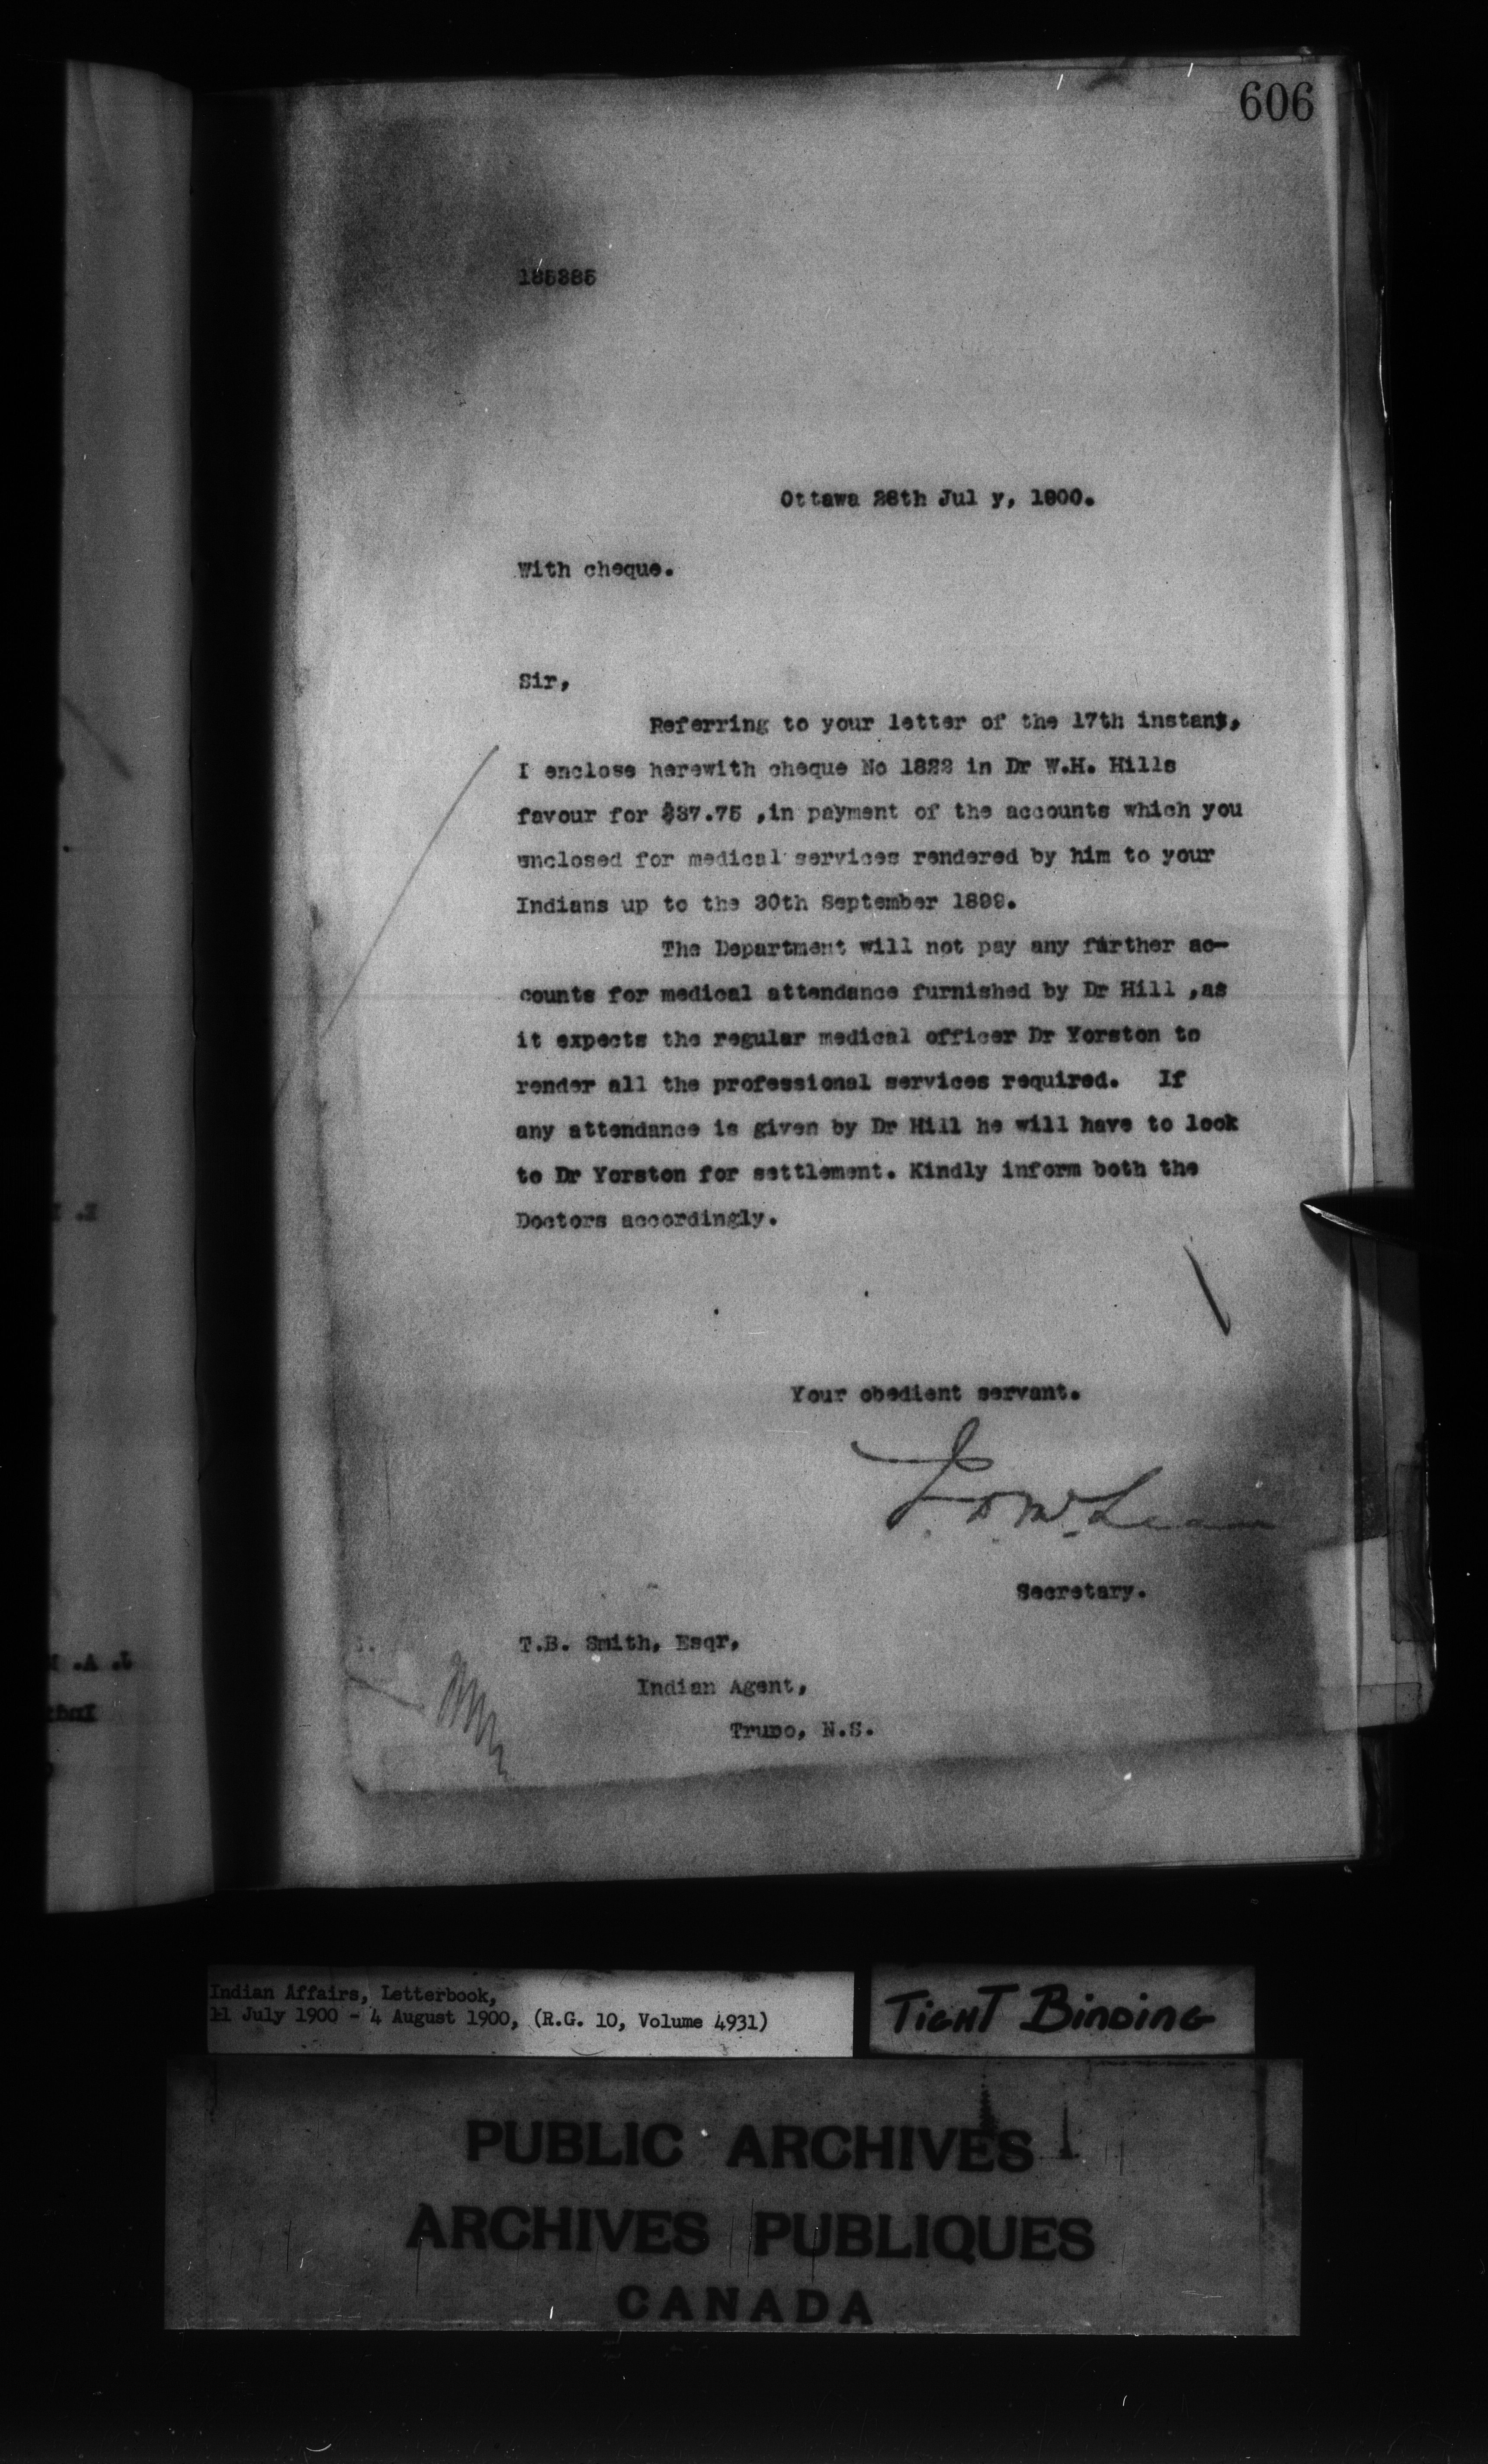 606
185385
Ottawa 28th Jul y, 1900.
With cheque.
Sir,
Referring to your letter of the 17th instant,
I enclose herewith cheque No 1822 in Dr W.H. Hills
favour for $37.75 ,in payment of the accounts which you
enclosed for medical services rendered by him to your
Indians up to the 30th September 1899.
The Department will not pay any further ac-
counts for medical attendance furnished by Dr Hill ,as
it expects the regular medical officer Dr Yorston to
render all the professional services required. If
any attendance is given by Dr Hill he will have to look
to Dr Yorston for settlement. Kindly inform both the
Doctors accordingly.
Your obedient servant.
J. D. McLean
Secretary.
T.B. Smith, Esqr,
Indian Agent,
Truro, N.S.
Indian Affairs, Letterbook,
11 July 1900 - 4 August 1900, (R.G. 10, Volume 4931)
TIGHT BINDING
PUBLIC ARCHIVES
ARCHIVES PUBLIQUES
CANADA